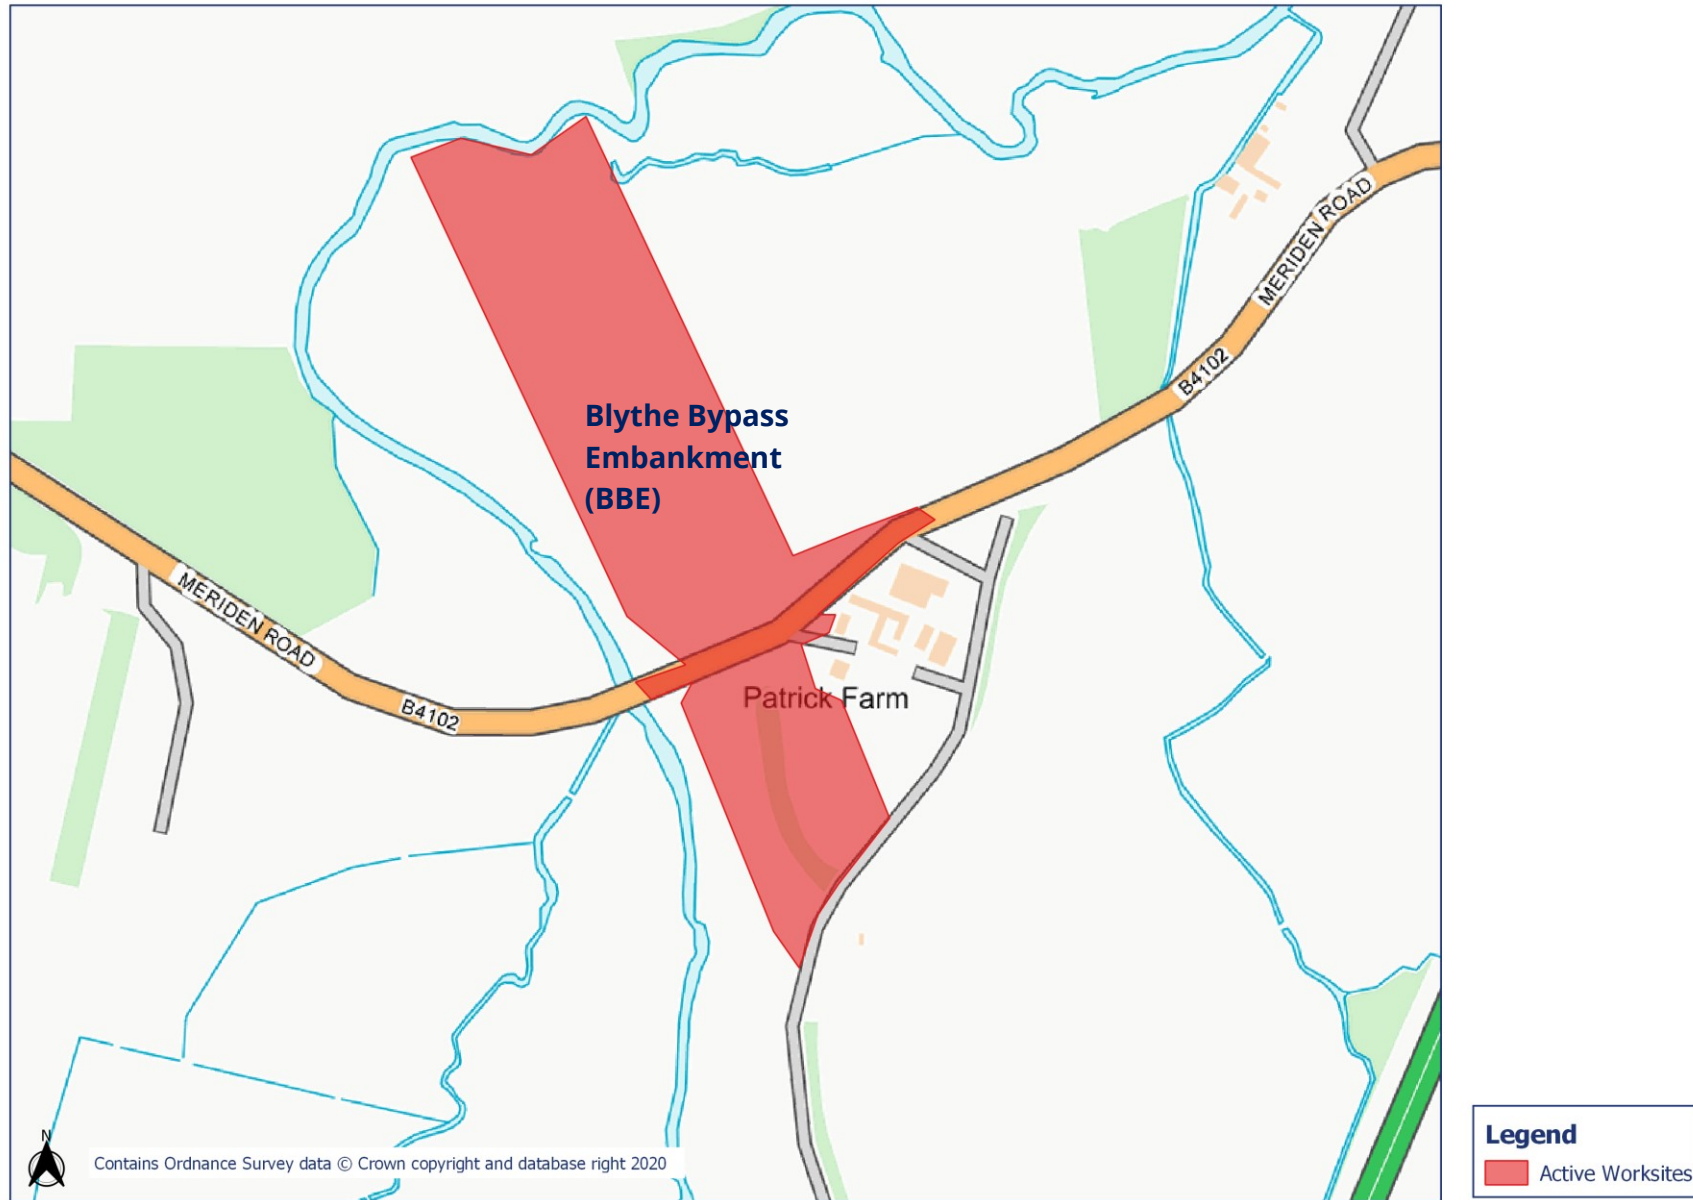 MERIDEN ROAD
B4102
Blythe Bypass
Embankment
(BBE)
MERIDEN ROAD
B4102
Patrick Farm
N
Contains Ordnance Survey data © Crown copyright and database right 2020
Legend
Active Worksites